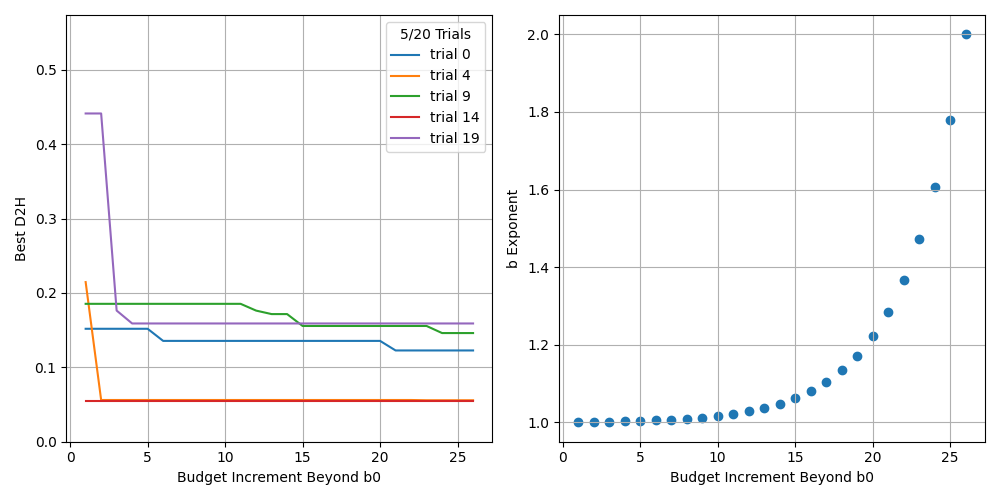 5/20 Trials
trial 0
trial 4
trial 9
trial 14
trial 19
Best D2H
0.5
0.4
0.3
0.2
0.1
0.0
0 5 10 15 20 25
Budget Increment Beyond b0
b Exponent
2.0
1.8
1.6
1.4
1.2
1.0
0 5 10 15 20 25
Budget Increment Beyond b0